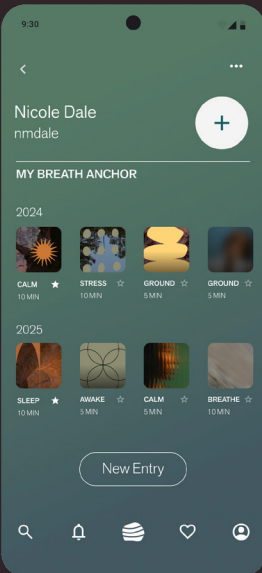 9:30
Nicole Dale
nmdale
MY BREATH ANCHOR
2024
CALM STRESS GROUND GROUND
10 MIN 10 MIN 5 MIN 5 MIN
2025
SLEEP AWAKE CALM BREATHE
10 MIN 5 MIN 5 MIN 10 MIN
New Entry